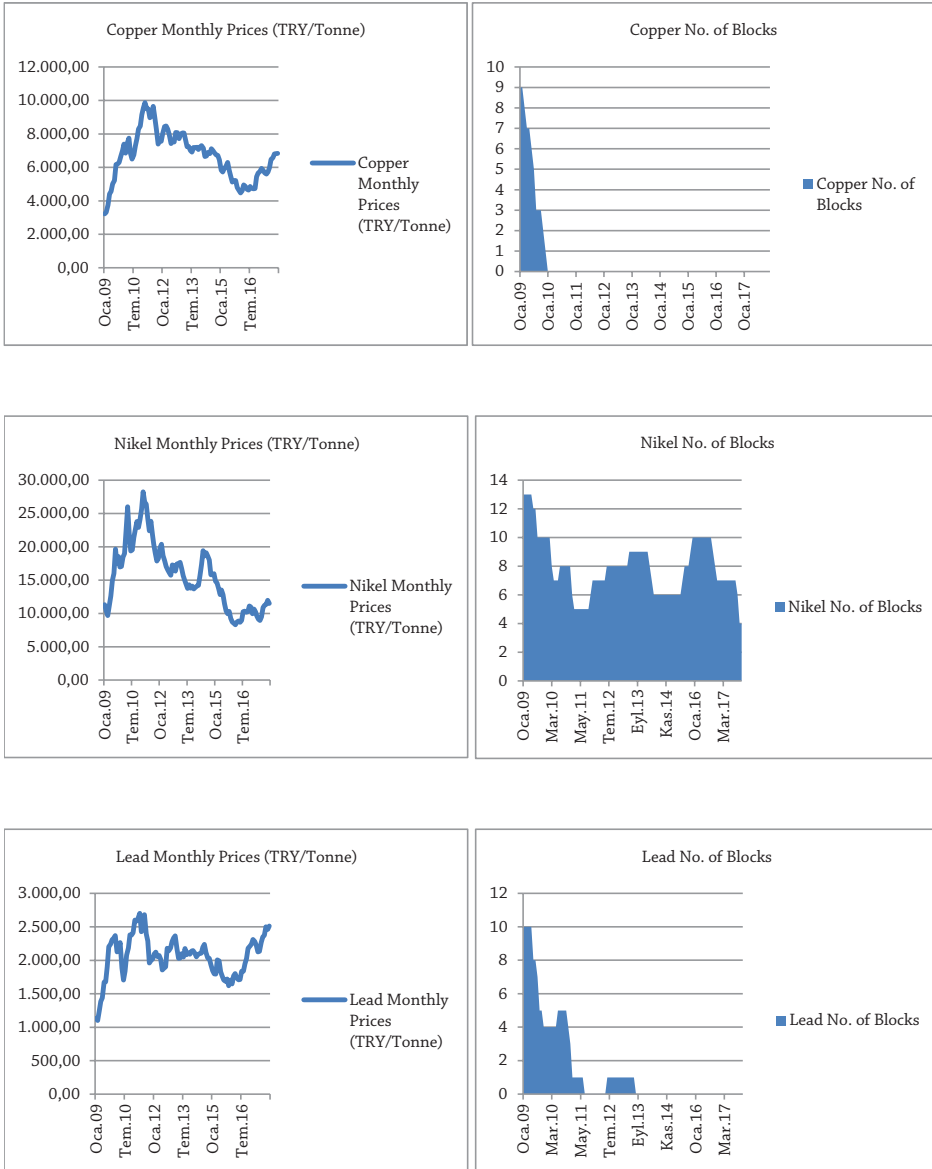 Copper Monthly Prices (TRY/Tonne)
12.000,00
10.000,00
8.000,00
6.000,00
4.000,00
2.000,00
0,00
Oca.09
Tem.10
Oca.12
Tem.13
Oca.15
Tem.16
Copper
Monthly
Prices
(TRY/Tonne)
Copper No. of Blocks
10
9
8
7
6
5
4
3
2
1
0
Oca.09
Oca.10
Oca.11
Oca.12
Oca.13
Oca.14
Oca.15
Oca.16
Oca.17
Copper No. of
Blocks
Nikel Monthly Prices (TRY/Tonne)
30.000,00
25.000,00
20.000,00
15.000,00
10.000,00
5.000,00
0,00
Oca.09
Tem.10
Oca.12
Tem.13
Oca.15
Tem.16
Nikel Monthly
Prices
(TRY/Tonne)
Nikel No. of Blocks
14
12
10
8
6
4
2
0
Oca.09
Mar.10
May.11
Tem.12
Eyl.13
Kas.14
Oca.16
Mar.17
Nikel No. of Blocks
Lead Monthly Prices (TRY/Tonne)
3.000,00
2.500,00
2.000,00
1.500,00
1.000,00
500,00
0,00
Oca.09
Tem.10
Oca.12
Tem.13
Oca.15
Tem.16
Lead Monthly
Prices
(TRY/Tonne)
Lead No. of Blocks
12
10
8
6
4
2
0
Oca.09
Mar.10
May.11
Tem.12
Eyl.13
Kas.14
Oca.16
Mar.17
Lead No. of Blocks